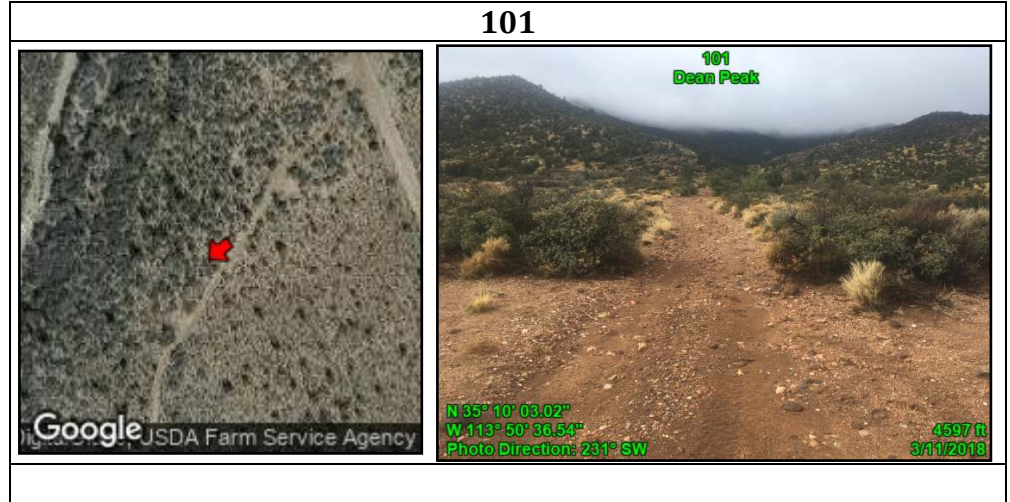 101
Google
USDA Farm Service Agency
101
Dean Peak
N 35° 10' 03.02"
W 113° 50' 36.54"
Photo Direction: 231° SW
4597 ft
3/11/2018